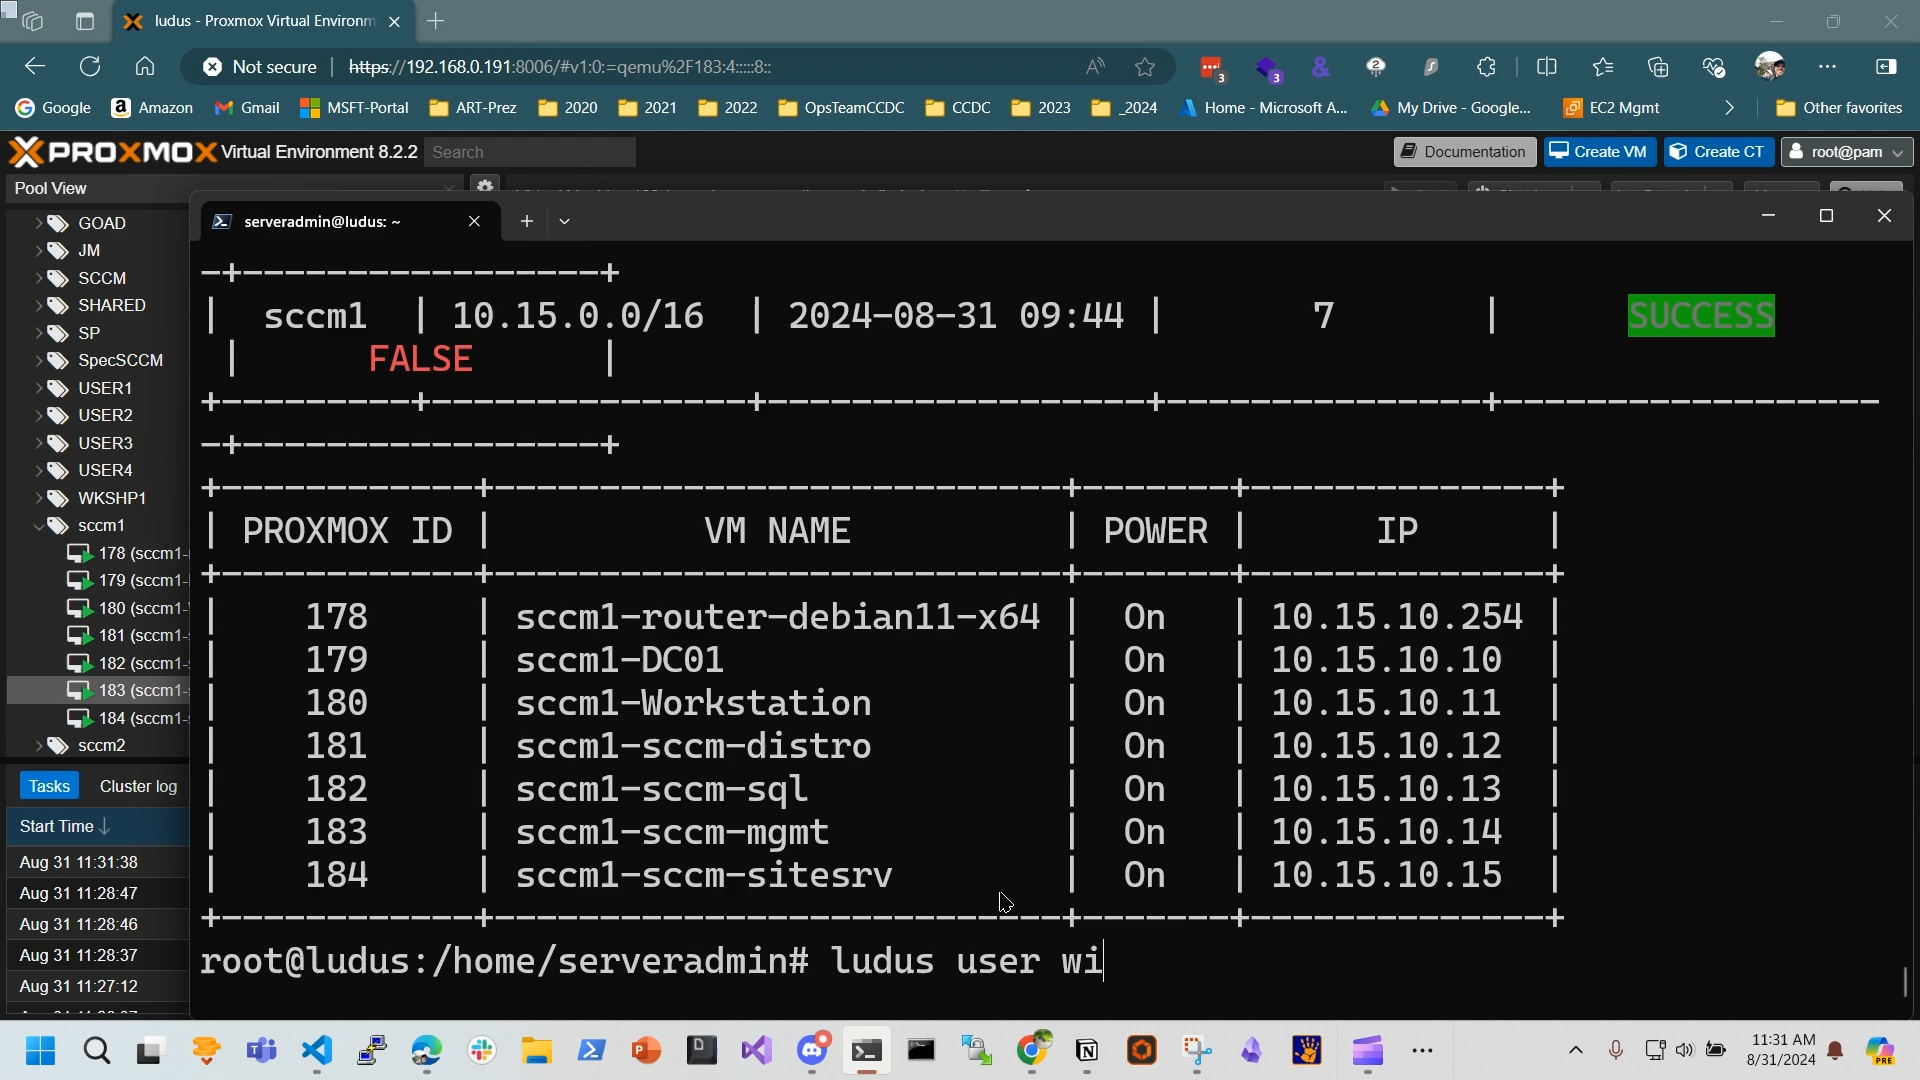 ludus - Proxmox Virtual Environm
Not secure https://192.168.0.191:8006/#v1:0:=qemu%2F183:4:::::8::
3 3
Google Amazon Gmail MSFT-Portal ART-Prez 2020 2021 2022 OpsTeamCCDC CCDC 2023 _2024 Home - Microsoft A... My Drive - Google... EC2 Mgmt Other favorites
PROXMOX Virtual Environment 8.2.2 Search Documentation Create VM Create CT root@pam
Pool View
GOAD
JM
SCCM
SHARED
SP
SpecSCCM
USER1
USER2
USER3
USER4
WKSHP1
sccm1
178 (sccm1-
179 (sccm1-
180 (sccm1-
181 (sccm1-
182 (sccm1-
183 (sccm1-
184 (sccm1-
sccm2
Tasks Cluster log
Start Time
Aug 31 11:31:38
Aug 31 11:28:47
Aug 31 11:28:46
Aug 31 11:28:37
Aug 31 11:27:12
serveradmin@ludus: ~
-+------------------+
| sccm1 | 10.15.0.0/16 | 2024-08-31 09:44 | 7 | SUCCESS
| FALSE |
+----------+---------------+------------------+---------------+------------------
-+------------------+
+------------+---------------------------+-------+--------------+
| PROXMOX ID | VM NAME | POWER | IP |
+------------+---------------------------+-------+--------------+
| 178 | sccm1-router-debian11-x64 | On | 10.15.10.254 |
| 179 | sccm1-DC01 | On | 10.15.10.10 |
| 180 | sccm1-Workstation | On | 10.15.10.11 |
| 181 | sccm1-sccm-distro | On | 10.15.10.12 |
| 182 | sccm1-sccm-sql | On | 10.15.10.13 |
| 183 | sccm1-sccm-mgmt | On | 10.15.10.14 |
| 184 | sccm1-sccm-sitesrv | On | 10.15.10.15 |
+------------+---------------------------+-------+--------------+
root@ludus:/home/serveradmin# ludus user wi
11:31 AM
8/31/2024
PRE